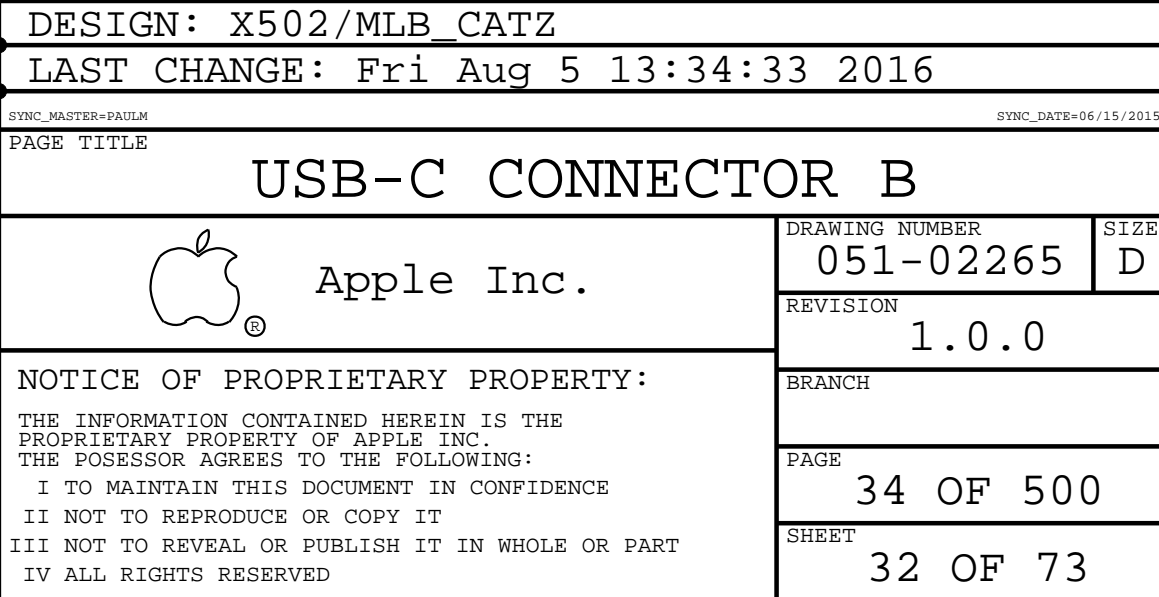 DESIGN: X502/MLB_CATZ
LAST CHANGE: Fri Aug 5 13:34:33 2016
SYNC_MASTER=PAULM SYNC_DATE=06/15/2015
PAGE TITLE
USB-C CONNECTOR B
Apple Inc.
®
DRAWING NUMBER
051-02265
SIZE
D
REVISION
1.0.0
BRANCH
NOTICE OF PROPRIETARY PROPERTY:
THE INFORMATION CONTAINED HEREIN IS THE
PROPRIETARY PROPERTY OF APPLE INC.
THE POSESSOR AGREES TO THE FOLLOWING:
I TO MAINTAIN THIS DOCUMENT IN CONFIDENCE
II NOT TO REPRODUCE OR COPY IT
III NOT TO REVEAL OR PUBLISH IT IN WHOLE OR PART
IV ALL RIGHTS RESERVED
PAGE
34 OF 500
SHEET
32 OF 73